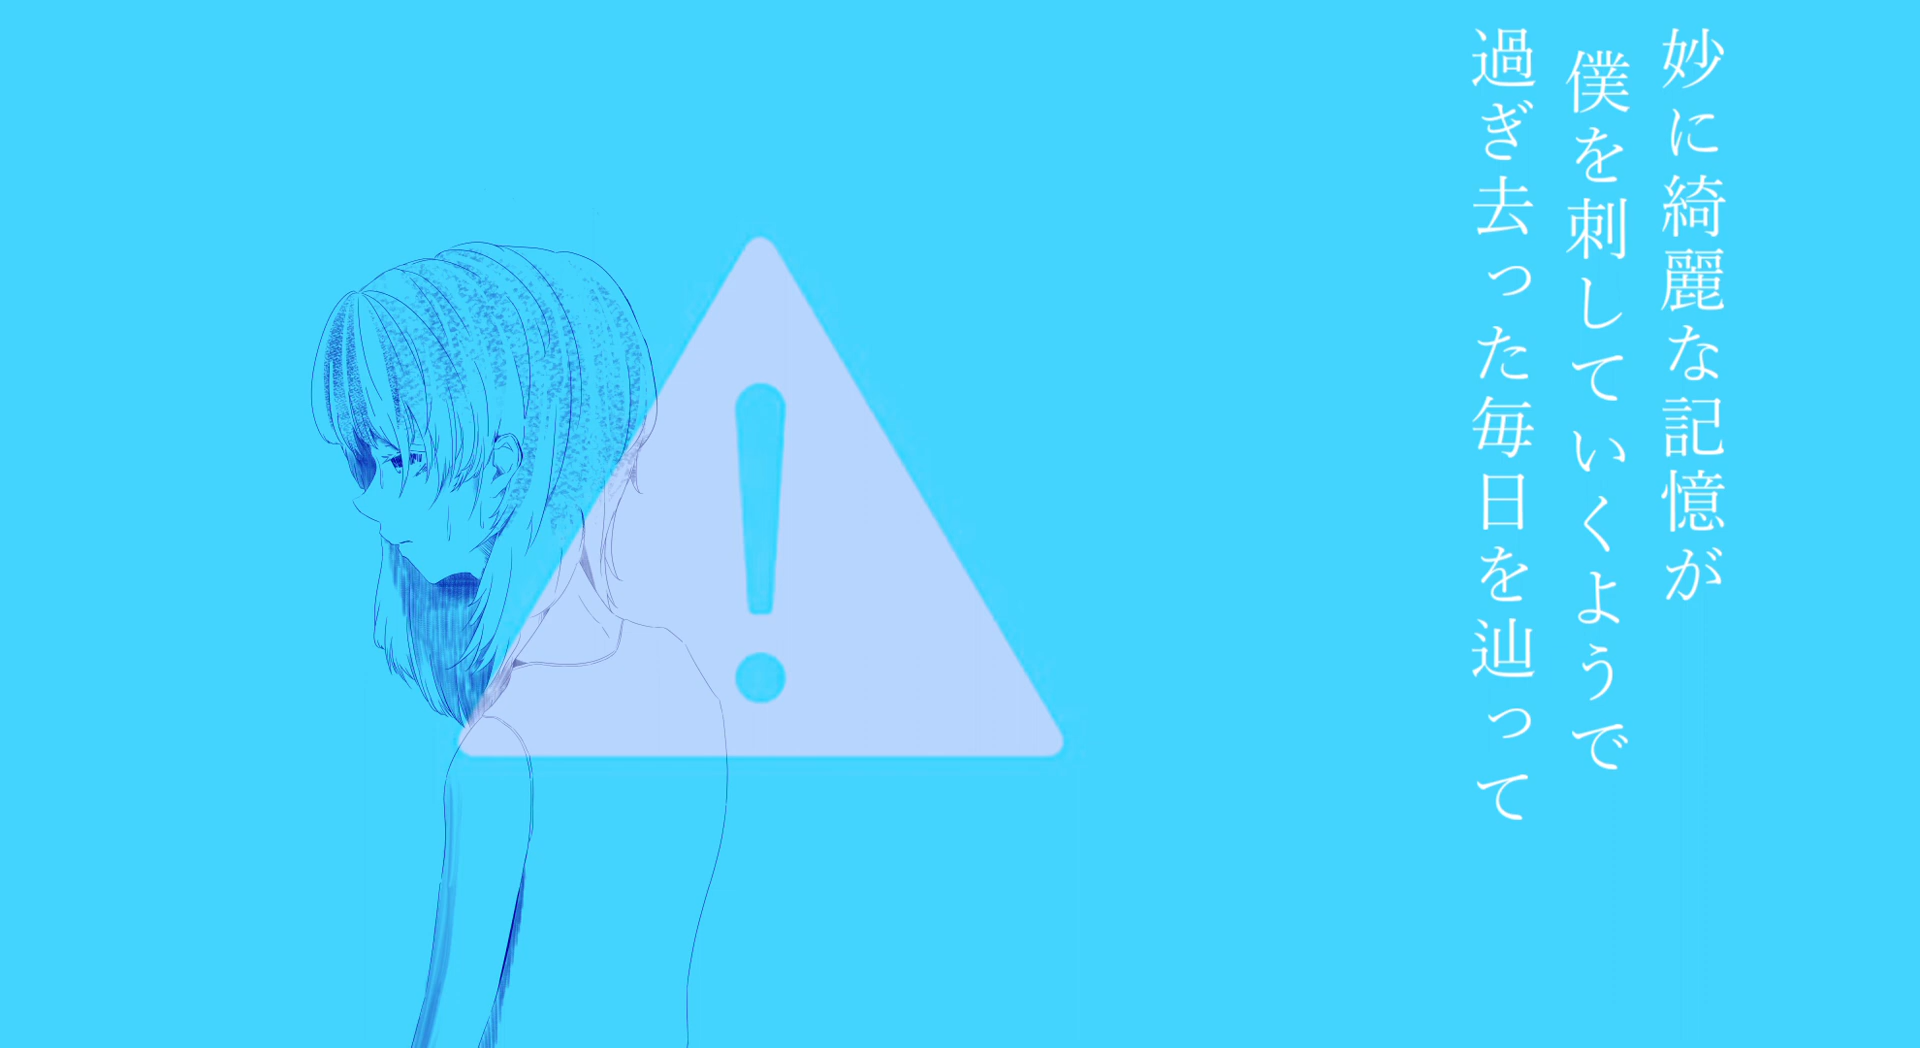 妙に綺麗な記憶が
僕を刺していくようで
過ぎ去った毎日を辿って